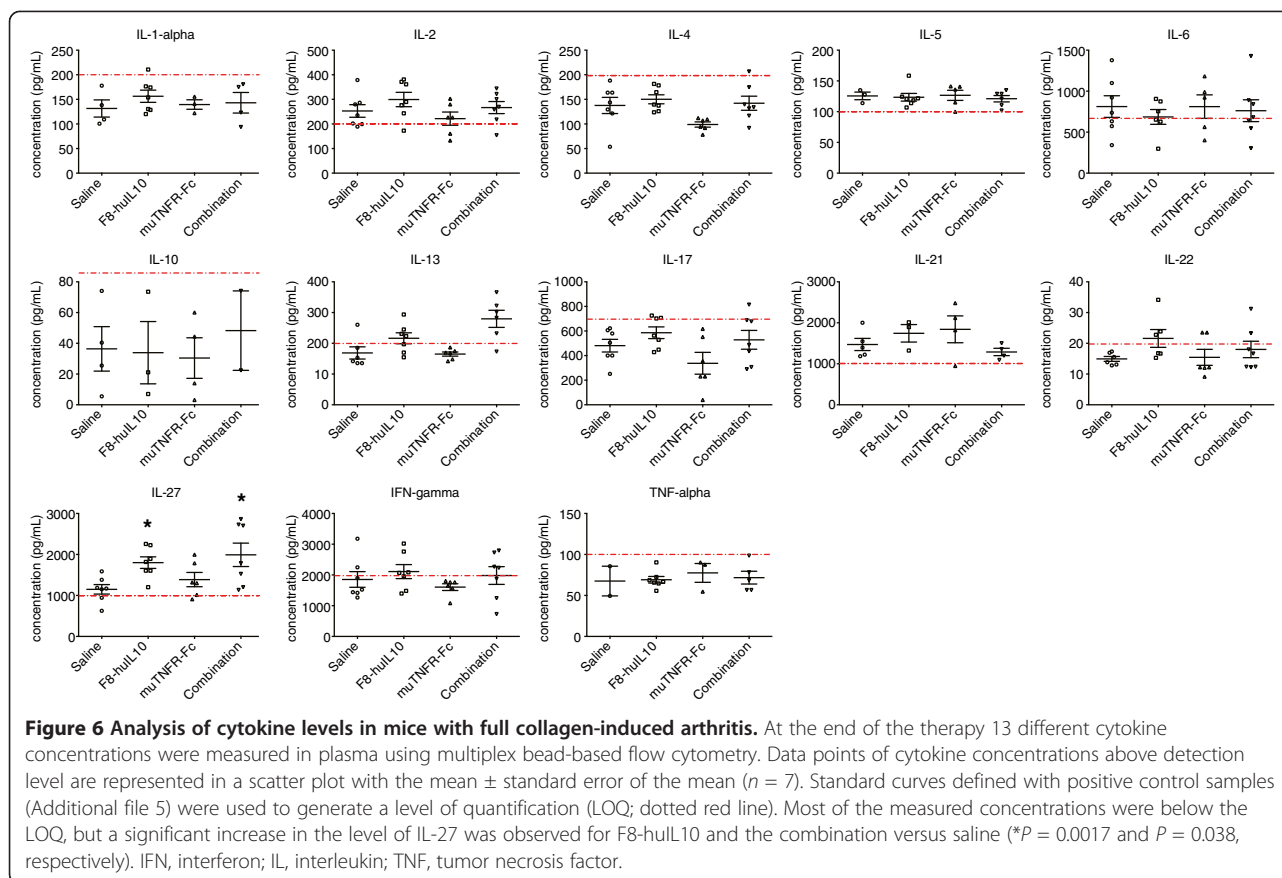 IL-1-alpha
concentration (pg/mL)
250
200
150
100
50
0
Saline
F8-huIL10
muTNFR-Fc
Combination
IL-2
concentration (pg/mL)
500
400
300
200
100
0
Saline
F8-huIL10
muTNFR-Fc
Combination
IL-4
concentration (pg/mL)
250
200
150
100
50
0
Saline
F8-huIL10
muTNFR-Fc
Combination
IL-5
concentration (pg/mL)
200
150
100
50
0
Saline
F8-huIL10
muTNFR-Fc
Combination
IL-6
concentration (pg/mL)
1500
1000
500
0
Saline
F8-huIL10
muTNFR-Fc
Combination
IL-10
concentration (pg/mL)
80
60
40
20
0
Saline
F8-huIL10
muTNFR-Fc
Combination
IL-13
concentration (pg/mL)
400
300
200
100
0
Saline
F8-huIL10
muTNFR-Fc
Combination
IL-17
concentration (pg/mL)
1000
800
600
400
200
0
Saline
F8-huIL10
muTNFR-Fc
Combination
IL-21
concentration (pg/mL)
3000
2000
1000
0
Saline
F8-huIL10
muTNFR-Fc
Combination
IL-22
concentration (pg/mL)
40
30
20
10
0
Saline
F8-huIL10
muTNFR-Fc
Combination
IL-27
concentration (pg/mL)
3000
2000
1000
0
*
*
Saline
F8-huIL10
muTNFR-Fc
Combination
IFN-gamma
concentration (pg/mL)
4000
3000
2000
1000
0
Saline
F8-huIL10
muTNFR-Fc
Combination
TNF-alpha
concentration (pg/mL)
150
100
50
0
Saline
F8-huIL10
muTNFR-Fc
Combination
Figure 6 Analysis of cytokine levels in mice with full collagen-induced arthritis. At the end of the therapy 13 different cytokine
concentrations were measured in plasma using multiplex bead-based flow cytometry. Data points of cytokine concentrations above detection
level are represented in a scatter plot with the mean ± standard error of the mean (n = 7). Standard curves defined with positive control samples
(Additional file 5) were used to generate a level of quantification (LOQ; dotted red line). Most of the measured concentrations were below the
LOQ, but a significant increase in the level of IL-27 was observed for F8-huIL10 and the combination versus saline (*P = 0.0017 and P = 0.038,
respectively). IFN, interferon; IL, interleukin; TNF, tumor necrosis factor.